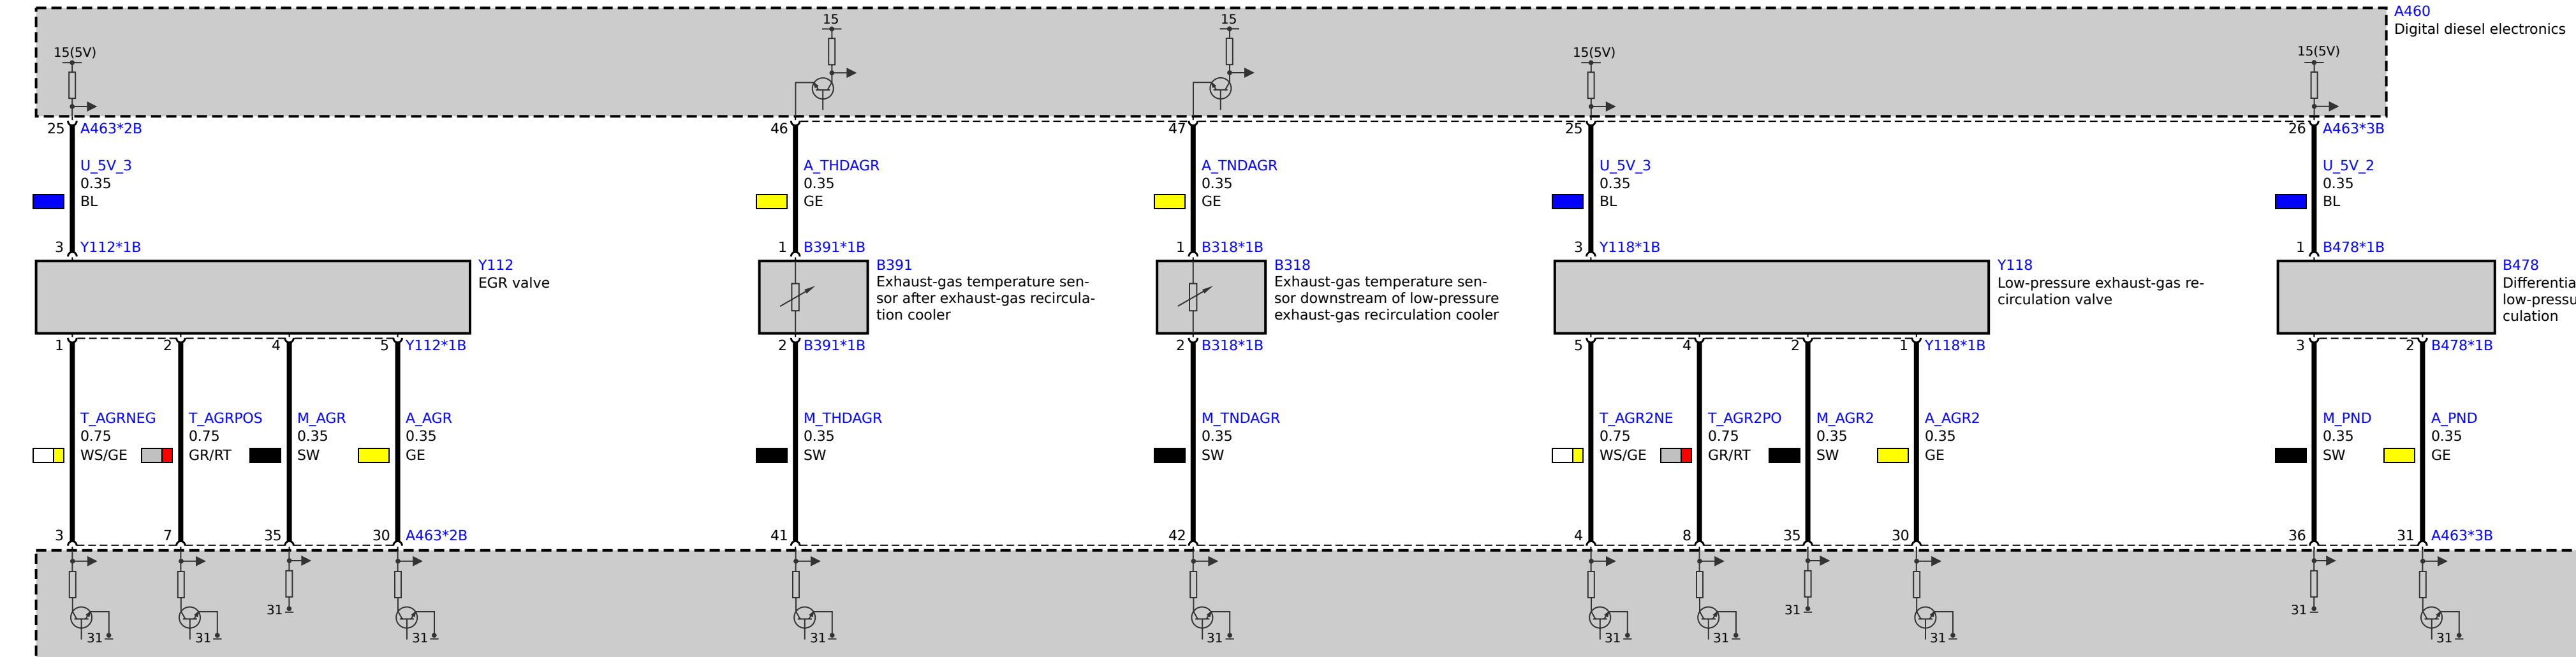 15
15
A460
Digital diesel electronics
15(5V)
15(5V)
15(5V)
25 A463*2B
46
47
25
26 A463*3B
U_5V_3
0.35
BL
A_THDAGR
0.35
GE
A_TNDAGR
0.35
GE
U_5V_3
0.35
BL
U_5V_2
0.35
BL
3 Y112*1B
1 B391*1B
1 B318*1B
3 Y118*1B
1 B478*1B
Y112
EGR valve
B391
Exhaust-gas temperature sen-
sor after exhaust-gas recircula-
tion cooler
B318
Exhaust-gas temperature sen-
sor downstream of low-pressure
exhaust-gas recirculation cooler
Y118
Low-pressure exhaust-gas re-
circulation valve
B478
Differentia
low-pressu
culation
1 2 4 5 Y112*1B
2 B391*1B
2 B318*1B
5 4 2 1 Y118*1B
3 2 B478*1B
T_AGRNEG
0.75
WS/GE
T_AGRPOS
0.75
GR/RT
M_AGR
0.35
SW
A_AGR
0.35
GE
M_THDAGR
0.35
SW
M_TNDAGR
0.35
SW
T_AGR2NE
0.75
WS/GE
T_AGR2PO
0.75
GR/RT
M_AGR2
0.35
SW
A_AGR2
0.35
GE
M_PND
0.35
SW
A_PND
0.35
GE
3 7 35 30 A463*2B
41
42
4 8 35 30
36 31 A463*3B
31 31 31 31
31
31
31 31 31 31
31 31